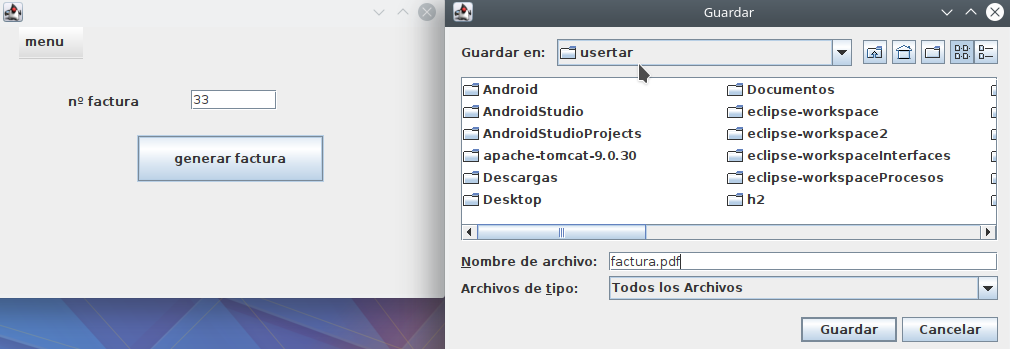 menu
nº factura
33
generar factura
Guardar
Guardar en:
usertar
Android
AndroidStudio
AndroidStudioProjects
apache-tomcat-9.0.30
Descargas
Desktop
Documentos
eclipse-workspace
eclipse-workspace2
eclipse-workspaceInterfaces
eclipse-workspaceProcesos
h2
Nombre de archivo:
factura.pdf
Archivos de tipo:
Todos los Archivos
Guardar
Cancelar